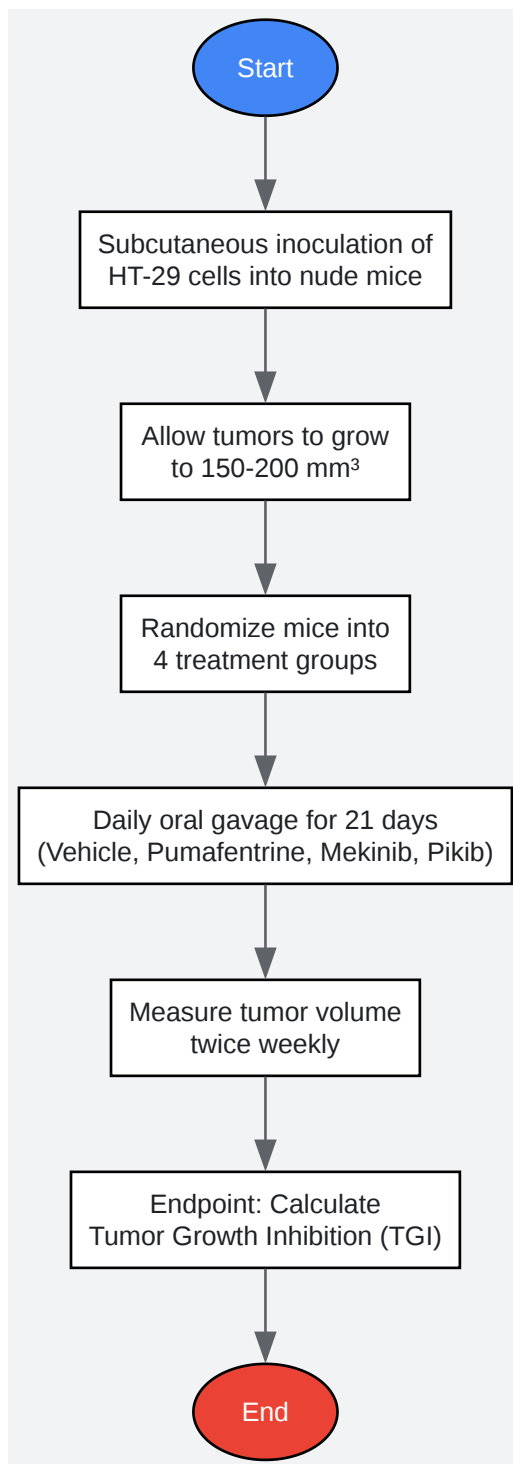 Start
Subcutaneous inoculation of
HT-29 cells into nude mice
Allow tumors to grow
to 150-200 mm³
Randomize mice into
4 treatment groups
Daily oral gavage for 21 days
(Vehicle, Pumafentrine, Mekinib, Pikib)
Measure tumor volume
twice weekly
Endpoint: Calculate
Tumor Growth Inhibition (TGI)
End